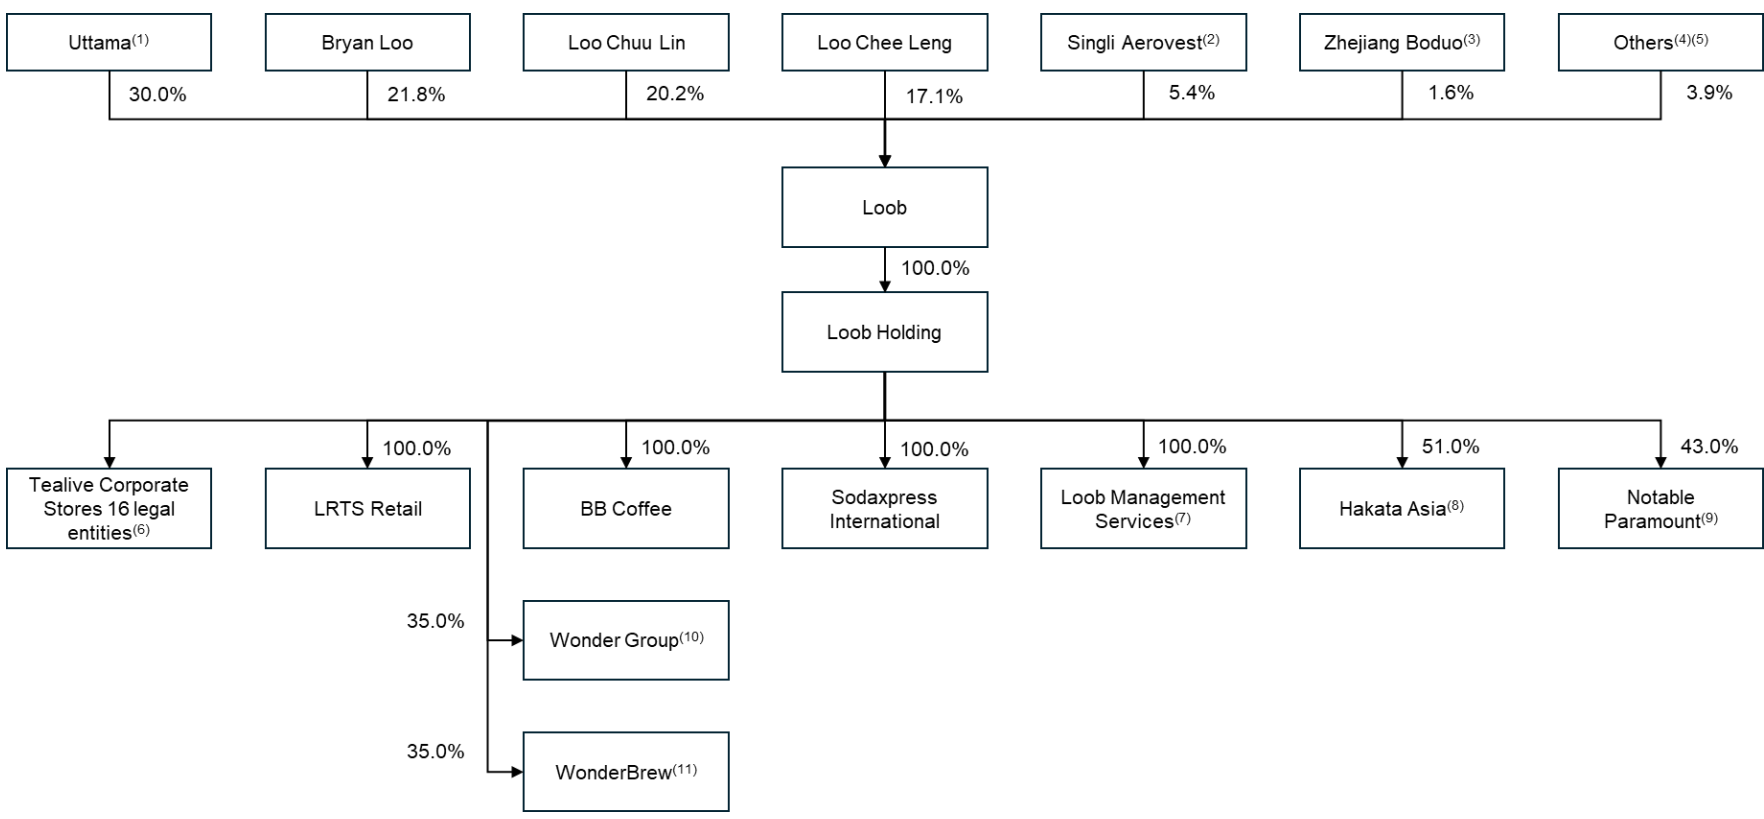 Uttama(1)
Bryan Loo
Loo Chuu Lin
Loo Chee Leng
Singli Aerovest(2)
Zhejiang Boduo(3)
Others(4)(5)
30.0%
21.8%
20.2%
17.1%
5.4%
1.6%
3.9%
Loob
100.0%
Loob Holding
100.0%
100.0%
100.0%
100.0%
51.0%
43.0%
Tealive Corporate
Stores 16 legal
entities(6)
LRTS Retail
BB Coffee
Sodaxpress
International
Loob Management
Services(7)
Hakata Asia(8)
Notable
Paramount(9)
35.0%
Wonder Group(10)
35.0%
WonderBrew(11)